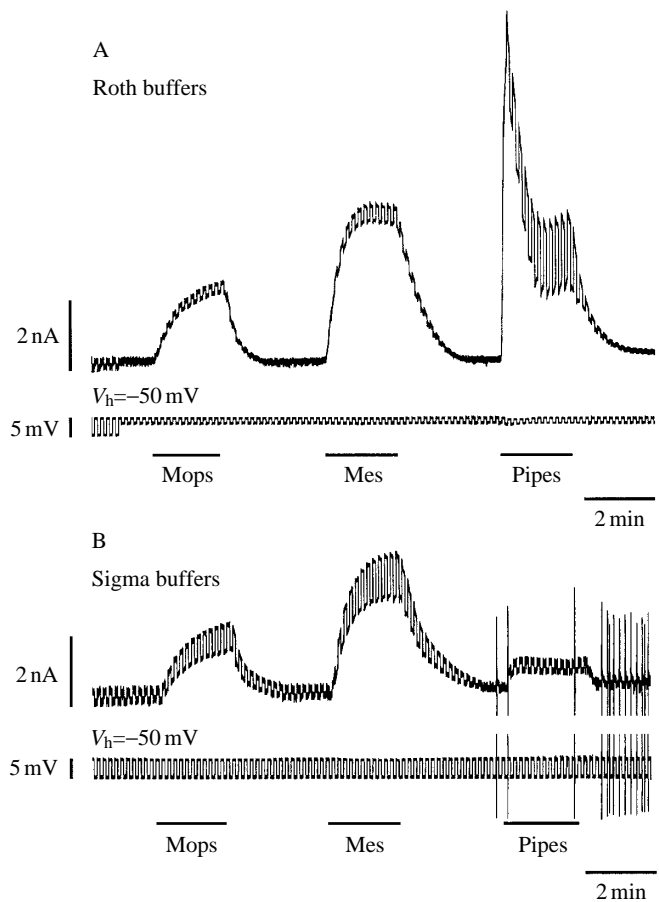 A
Roth buffers
2 nA
Vh=−50 mV
5 mV
Mops Mes Pipes
2 min
B
Sigma buffers
2 nA
Vh=−50 mV
5 mV
Mops Mes Pipes
2 min